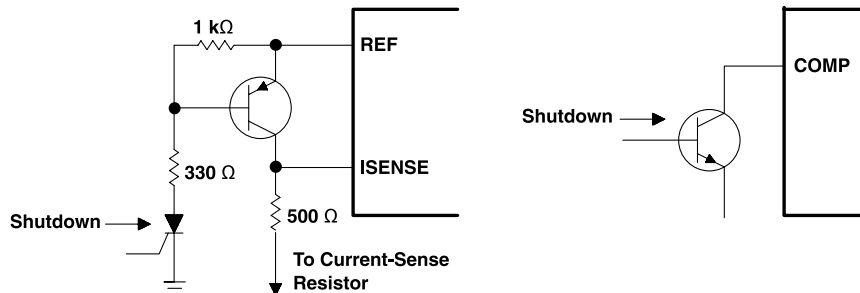 1 kΩ
REF
COMP
Shutdown
330 Ω
ISENSE
500 Ω
Shutdown
To Current-Sense
Resistor